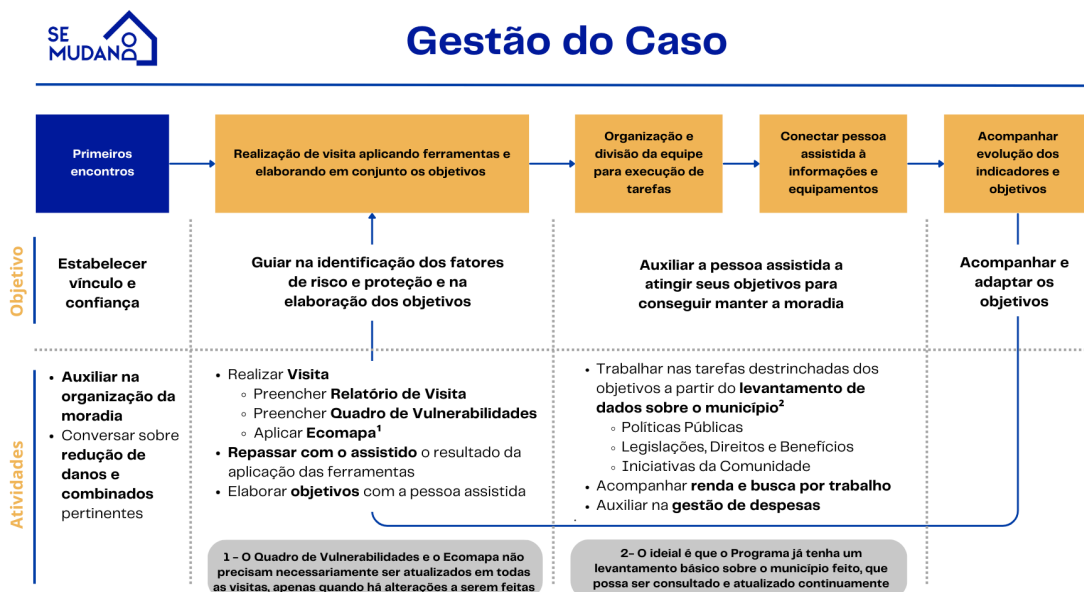 SE
MUDANDO
Gestão do Caso
Primeiros
encontros
Realização de visita aplicando ferramentas e
elaborando em conjunto os objetivos
Organização e
divisão da equipe
para execução de
tarefas
Conectar pessoa
assistida à
informações e
equipamentos
Acompanhar
evolução dos
indicadores e
objetivos
Objetivo
Estabelecer
vínculo e
confiança
Guiar na identificação dos fatores
de risco e proteção e na
elaboração dos objetivos
Auxiliar a pessoa assistida a
atingir seus objetivos para
conseguir manter a moradia
Acompanhar e
adaptar os
objetivos
Atividades
• Auxiliar na
organização da
moradia
• Conversar sobre
redução de
danos e
combinados
pertinentes
• Realizar Visita
◦ Preencher Relatório de Visita
◦ Preencher Quadro de Vulnerabilidades
◦ Aplicar Ecomapa¹
• Repassar com o assistido o resultado da
aplicação das ferramentas
• Elaborar objetivos com a pessoa assistida
• Trabalhar nas tarefas destrinchadas dos
objetivos a partir do levantamento de
dados sobre o município²
◦ Políticas Públicas
◦ Legislações, Direitos e Benefícios
◦ Iniciativas da Comunidade
• Acompanhar renda e busca por trabalho
• Auxiliar na gestão de despesas
.
1 - O Quadro de Vulnerabilidades e o Ecomapa não
precisam necessariamente ser atualizados em todas
as visitas, apenas quando há alterações a serem feitas
2- O ideial é que o Programa já tenha um
levantamento básico sobre o município feito, que
possa ser consultado e atualizado continuamente